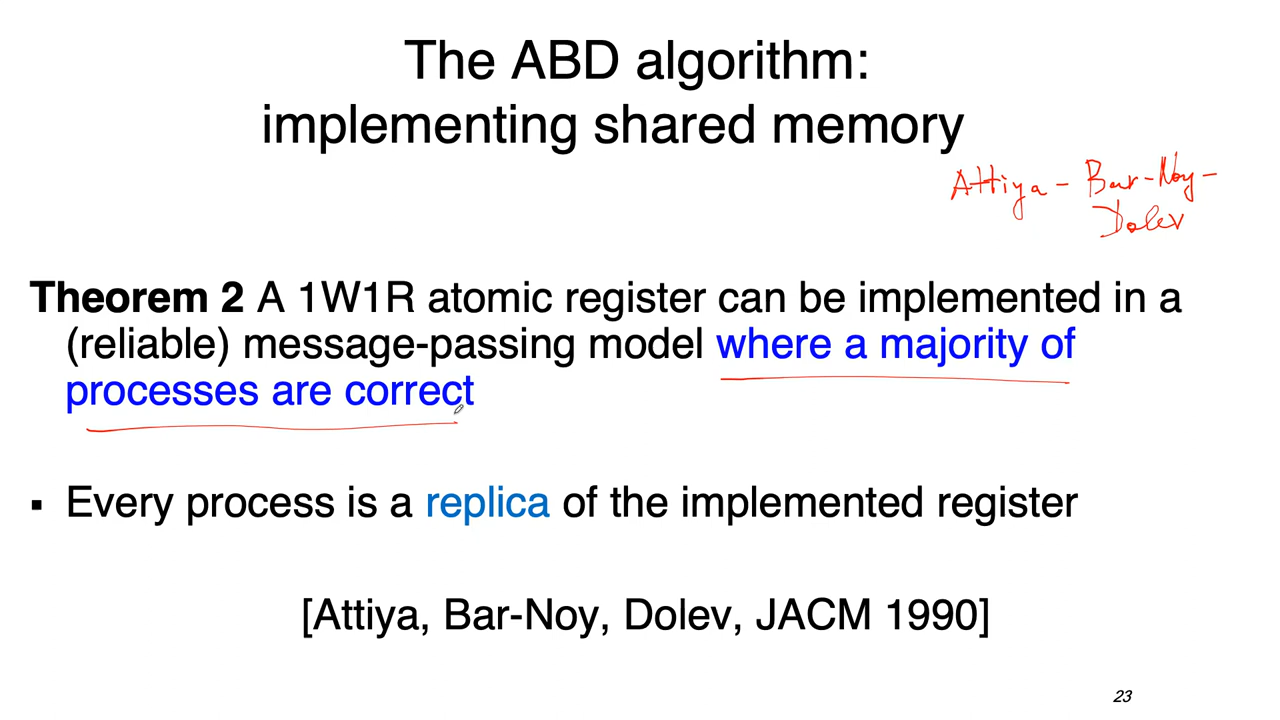 The ABD algorithm:
implementing shared memory
Attiya - Bar-Noy -
Dolev
Theorem 2 A 1W1R atomic register can be implemented in a
(reliable) message-passing model where a majority of
processes are correct
▪ Every process is a replica of the implemented register
[Attiya, Bar-Noy, Dolev, JACM 1990]
23